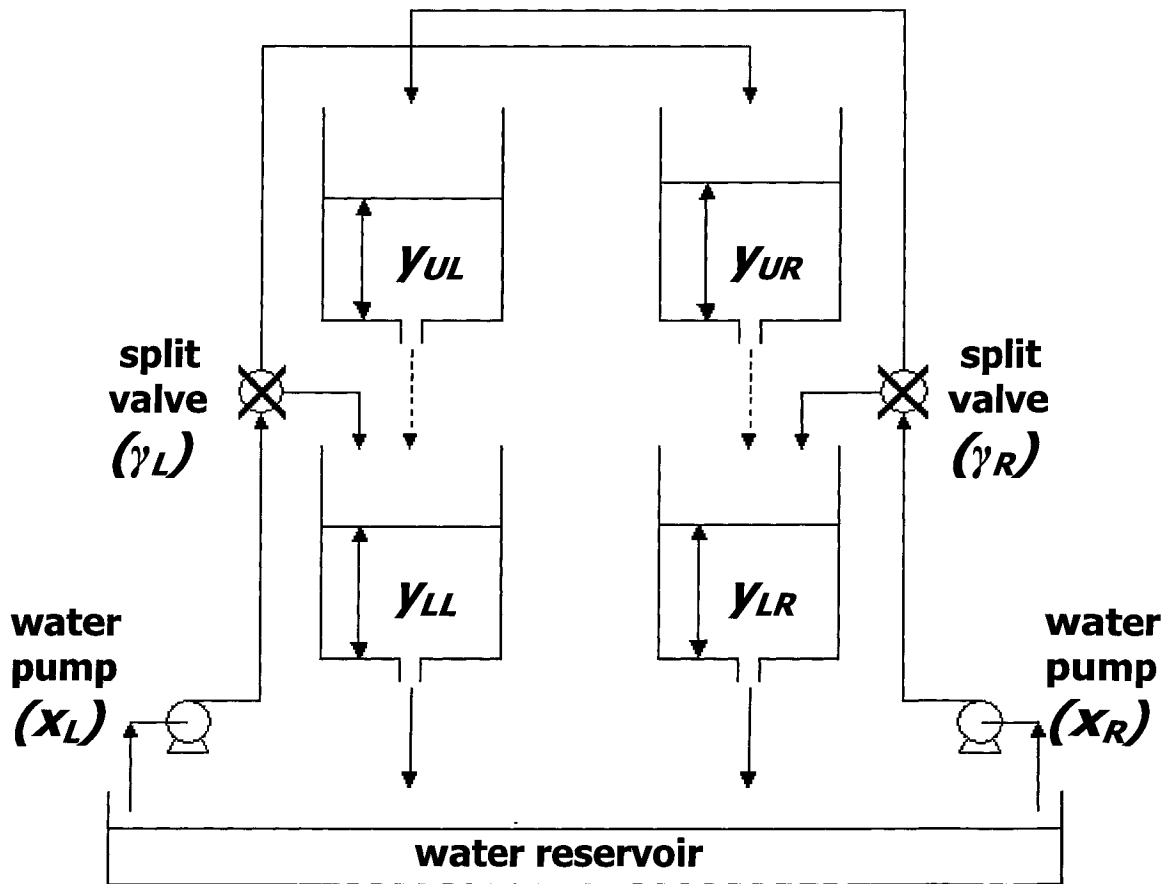 y_UL
y_UR
split
valve
(γ_L)
split
valve
(γ_R)
y_LL
y_LR
water
pump
(x_L)
water
pump
(x_R)
water reservoir